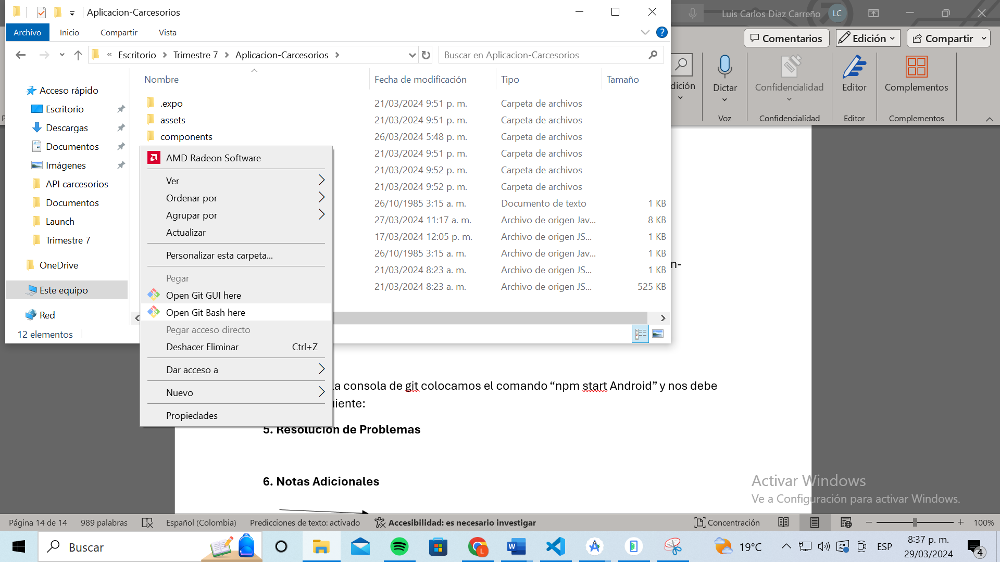 Aplicacion-Carcesorios
Luis Carlos Diaz Carreño LC
Archivo Inicio Compartir Vista
Comentarios Edición Compartir
« Escritorio Trimestre 7 Aplicacion-Carcesorios
Buscar en Aplicacion-Carcesorios
Nombre Fecha de modificación Tipo Tamaño
Acceso rápido
Escritorio
Descargas
Documentos
Imágenes
API carcesorios
Documentos
Launch
Trimestre 7
OneDrive
Este equipo
Red
12 elementos
.expo 21/03/2024 9:51 p. m. Carpeta de archivos
assets 21/03/2024 9:51 p. m. Carpeta de archivos
components 26/03/2024 5:48 p. m. Carpeta de archivos
21/03/2024 9:51 p. m. Carpeta de archivos
21/03/2024 9:52 p. m. Carpeta de archivos
21/03/2024 9:52 p. m. Carpeta de archivos
26/10/1985 3:15 a. m. Documento de texto 1 KB
27/03/2024 11:17 a. m. Archivo de origen Jav... 8 KB
17/03/2024 12:05 p. m. Archivo de origen JS... 1 KB
26/10/1985 3:15 a. m. Archivo de origen Jav... 1 KB
21/03/2024 8:23 a. m. Archivo de origen JS... 1 KB
21/03/2024 8:23 a. m. Archivo de origen JS... 525 KB
AMD Radeon Software
Ver
Ordenar por
Agrupar por
Actualizar
Personalizar esta carpeta...
Pegar
Open Git GUI here
Open Git Bash here
Pegar acceso directo
Deshacer Eliminar Ctrl+Z
Dar acceso a
Nuevo
Propiedades
dición Dictar Confidencialidad Editor Complementos
Voz Confidencialidad Editor Complementos
n-
la consola de git colocamos el comando “npm start Android” y nos debe
uiente:
5. Resolución de Problemas
6. Notas Adicionales
Activar Windows
Ve a Configuración para activar Windows.
Página 14 de 14 989 palabras Español (Colombia) Predicciones de texto: activado Accesibilidad: es necesario investigar Concentración 100%
Buscar 19°C ESP 8:37 p. m.
29/03/2024 4